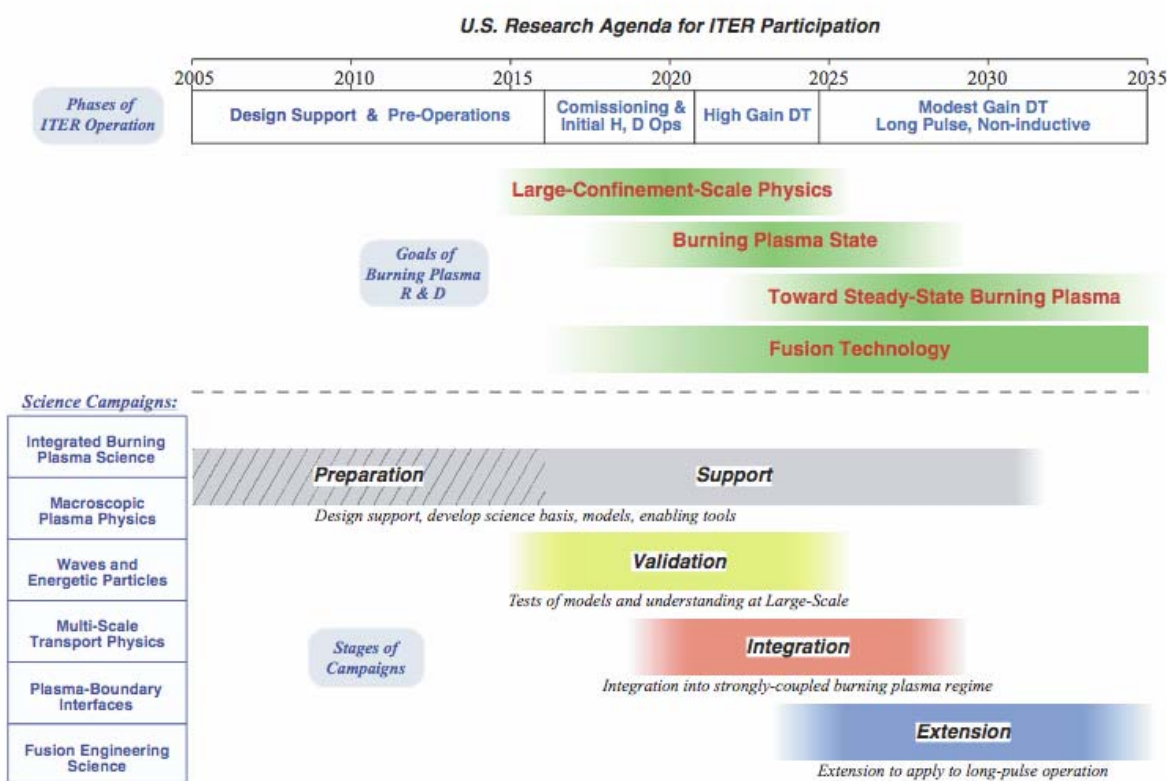 U.S. Research Agenda for ITER Participation
2005 2010 2015 2020 2025 2030 2035
Phases of
ITER Operation
Design Support & Pre-Operations
Comissioning &
Initial H, D Ops
High Gain DT
Modest Gain DT
Long Pulse, Non-inductive
Large-Confinement-Scale Physics
Burning Plasma State
Goals of
Burning Plasma
R & D
Toward Steady-State Burning Plasma
Fusion Technology
Science Campaigns:
Integrated Burning
Plasma Science
Macroscopic
Plasma Physics
Waves and
Energetic Particles
Multi-Scale
Transport Physics
Plasma-Boundary
Interfaces
Fusion Engineering
Science
Preparation
Support
Design support, develop science basis, models, enabling tools
Validation
Tests of models and understanding at Large-Scale
Stages of
Campaigns
Integration
Integration into strongly-coupled burning plasma regime
Extension
Extension to apply to long-pulse operation